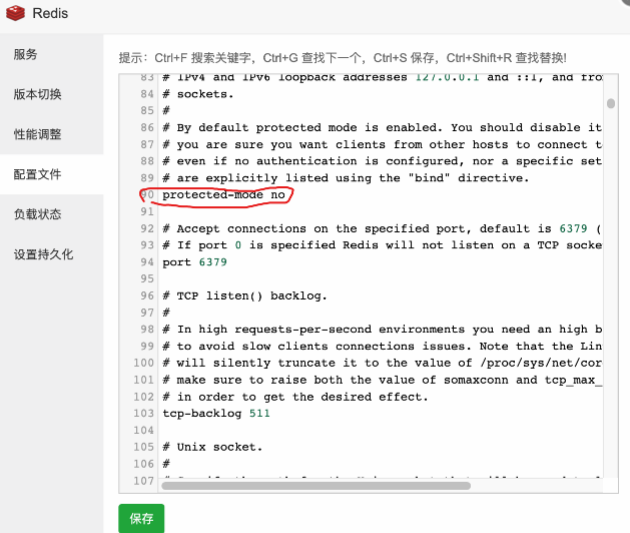 Redis
服务
版本切换
性能调整
配置文件
负载状态
设置持久化
提示：Ctrl+F 搜索关键字，Ctrl+G 查找下一个，Ctrl+S 保存，Ctrl+Shift+R 查找替换!
83 # IPv4 and IPv6 loopback addresses 127.0.0.1 and ::1, and fro
84 # sockets.
85 #
86 # By default protected mode is enabled. You should disable it
87 # you are sure you want clients from other hosts to connect t
88 # even if no authentication is configured, nor a specific set
89 # are explicitly listed using the "bind" directive.
90 protected-mode no
91
92 # Accept connections on the specified port, default is 6379 (
93 # If port 0 is specified Redis will not listen on a TCP socke
94 port 6379
95
96 # TCP listen() backlog.
97 #
98 # In high requests-per-second environments you need an high b
99 # to avoid slow clients connections issues. Note that the Lin
100 # will silently truncate it to the value of /proc/sys/net/cor
101 # make sure to raise both the value of somaxconn and tcp_max_
102 # in order to get the desired effect.
103 tcp-backlog 511
104
105 # Unix socket.
106 #
107
保存